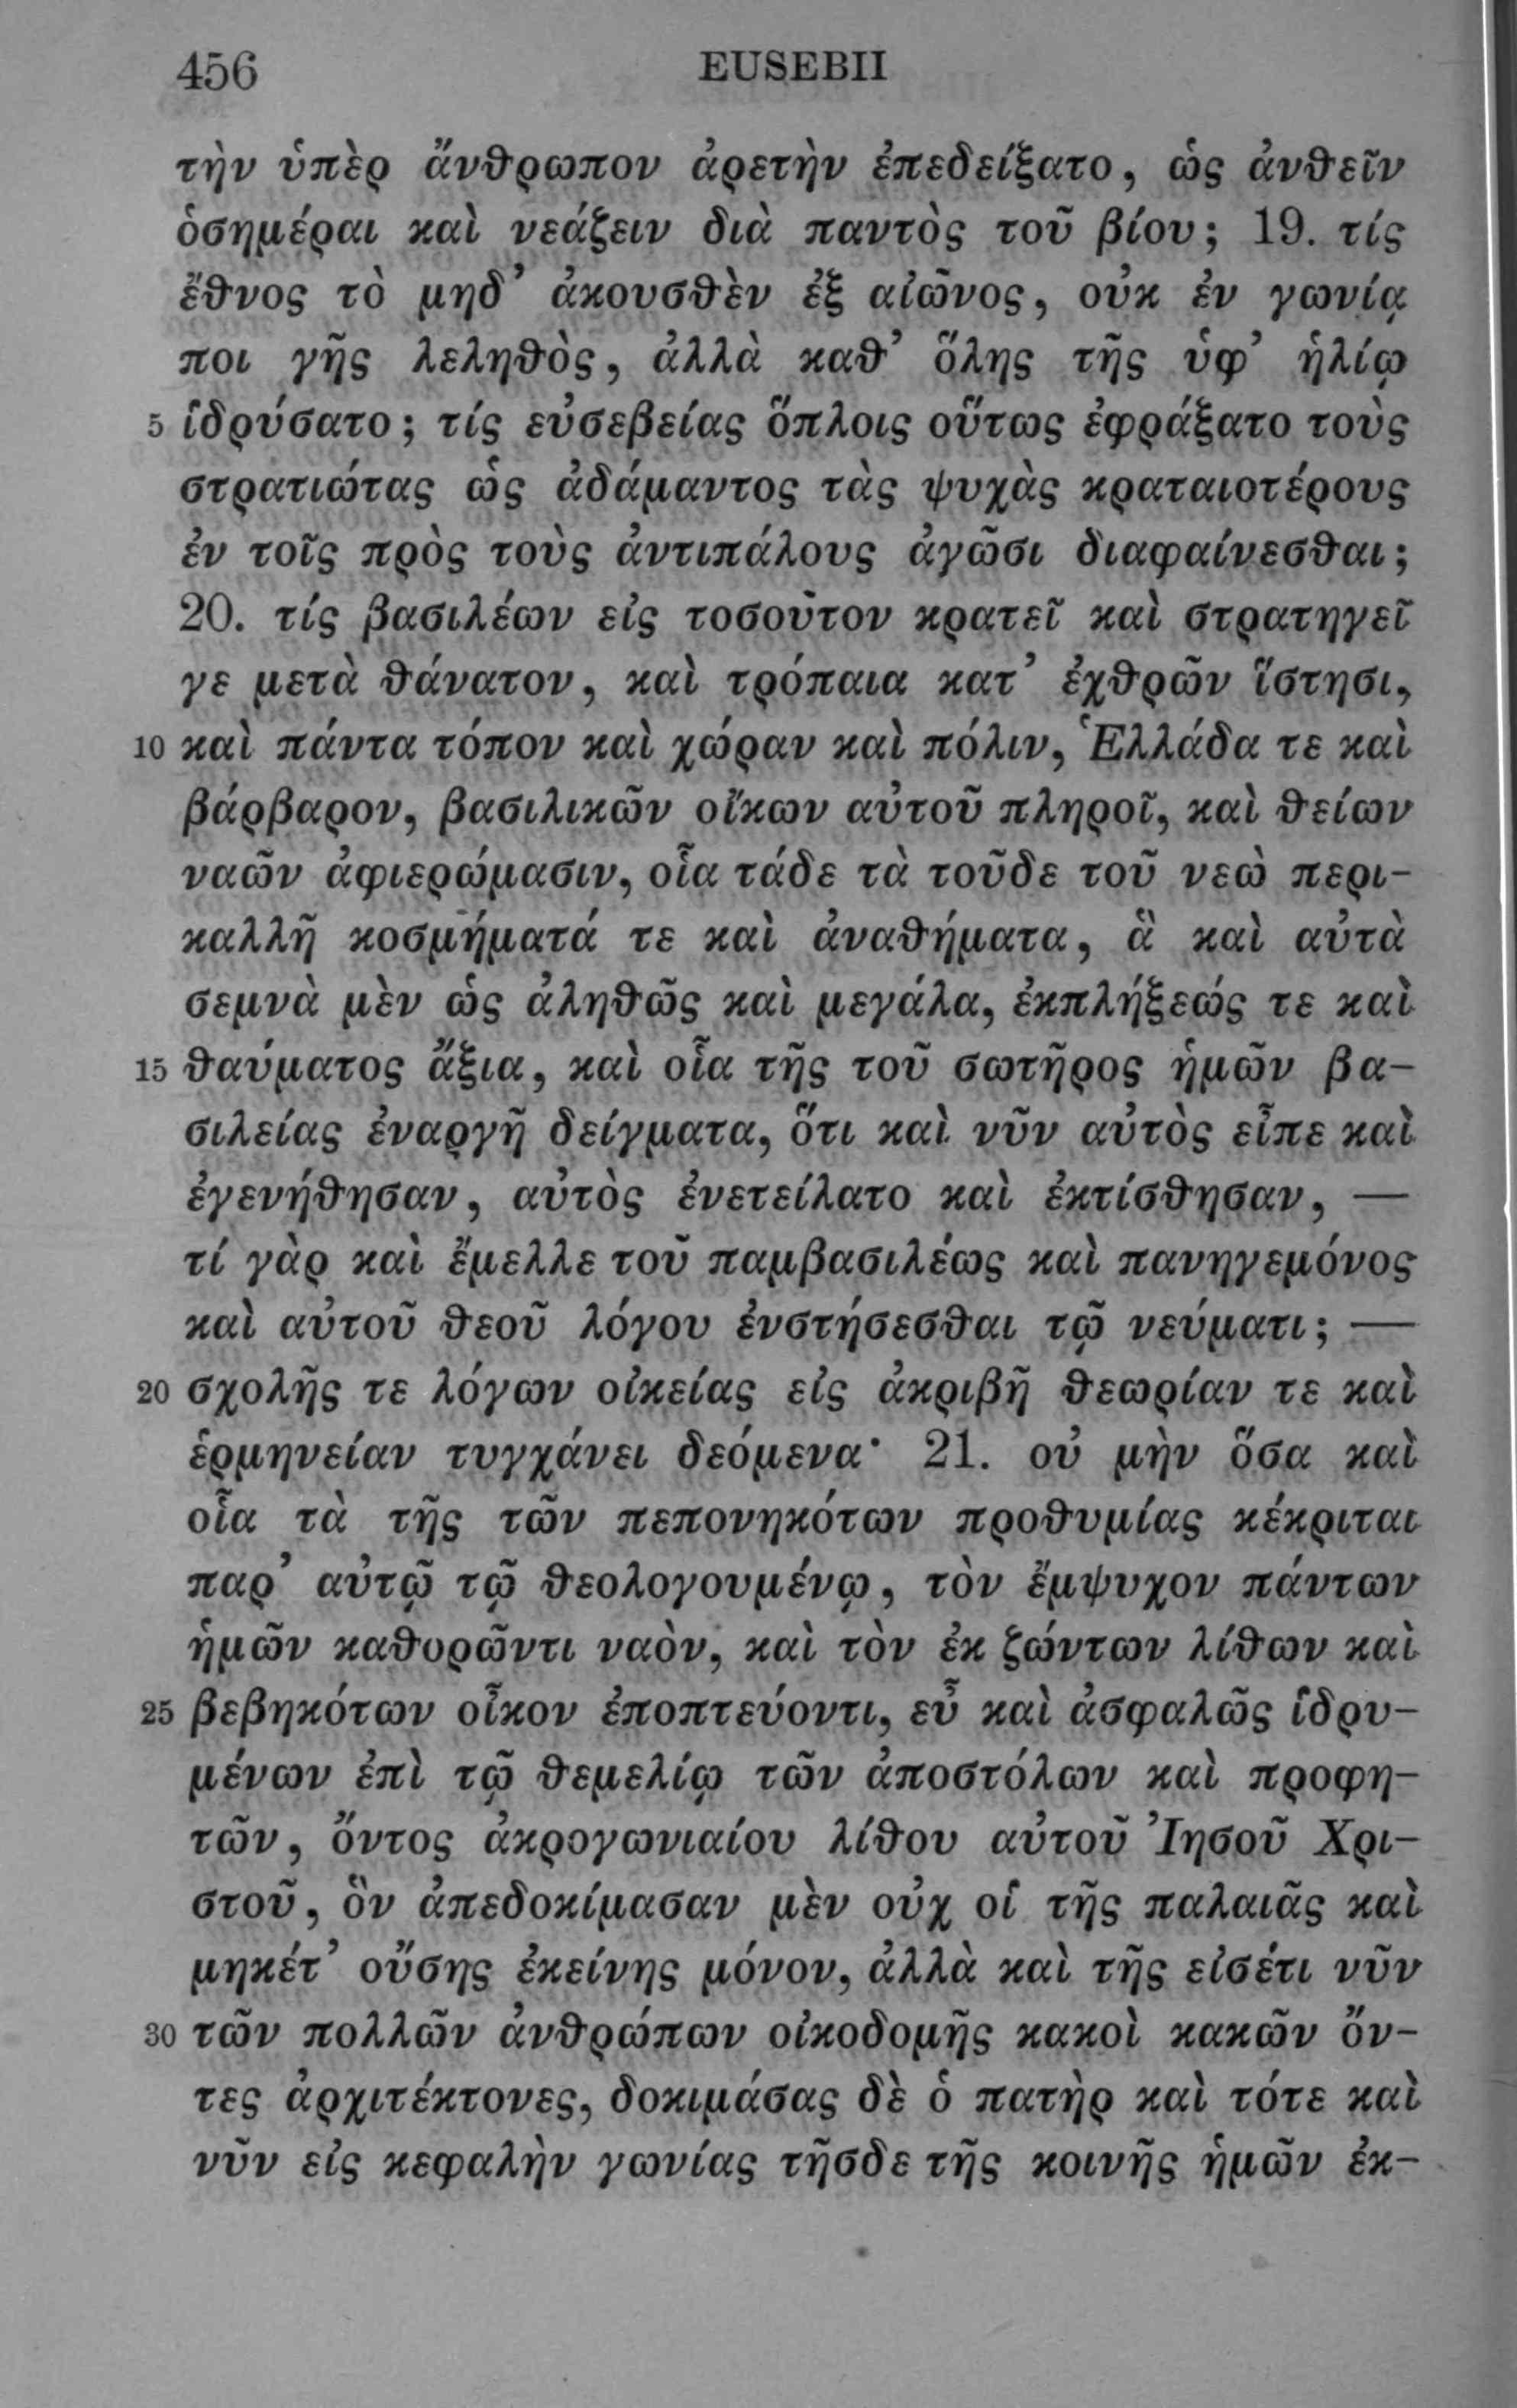 456 EUSEBII
τὴν ὑπὲρ ἄνθρωπον ἀρετὴν ἐπεδείξατο, ὡς ἀνθεῖν
ὁσημέραι καὶ νεάζειν διὰ παντὸς τοῦ βίου; 19. τίς
ἔθνος τὸ μηδ’ ἀκουσθὲν ἐξ αἰῶνος, οὐκ ἐν γωνίᾳ
ποι γῆς λεληθὸς, ἀλλὰ καθ’ ὅλης τῆς ὑφ’ ἡλίῳ
5 ἱδρύσατο; τίς εὐσεβείας ὅπλοις οὕτως ἐφράξατο τοὺς
στρατιώτας ὡς ἀδάμαντος τὰς ψυχὰς κραταιοτέρους
ἐν τοῖς πρὸς τοὺς ἀντιπάλους ἀγῶσι διαφαίνεσθαι;
20. τίς βασιλέων εἰς τοσοῦτον κρατεῖ καὶ στρατηγεῖ
γε μετὰ θάνατον, καὶ τρόπαια κατ’ ἐχθρῶν ἵστησι,
10 καὶ πάντα τόπον καὶ χώραν καὶ πόλιν, Ἑλλάδα τε καὶ
βάρβαρον, βασιλικῶν οἴκων αὐτοῦ πληροῖ, καὶ θείων
ναῶν ἀφιερώμασιν, οἷα τάδε τὰ τοῦδε τοῦ νεὼ περι-
καλλῆ κοσμήματά τε καὶ ἀναθήματα, ἃ καὶ αὐτὰ
σεμνὰ μὲν ὡς ἀληθῶς καὶ μεγάλα, ἐκπλήξεώς τε καὶ
15 θαύματος ἄξια, καὶ οἷα τῆς τοῦ σωτῆρος ἡμῶν βα-
σιλείας ἐναργῆ δείγματα, ὅτι καὶ νῦν αὐτὸς εἶπε καὶ
ἐγενήθησαν, αὐτὸς ἐνετείλατο καὶ ἐκτίσθησαν, —
τί γὰρ καὶ ἔμελλε τοῦ παμβασιλέως καὶ πανηγεμόνος
καὶ αὐτοῦ θεοῦ λόγου ἐνστήσεσθαι τῷ νεύματι; —
20 σχολῆς τε λόγων οἰκείας εἰς ἀκριβῆ θεωρίαν τε καὶ
ἑρμηνείαν τυγχάνει δεόμενα· 21. οὐ μὴν ὅσα καὶ
οἷα τὰ τῆς τῶν πεπονηκότων προθυμίας κέκριται
παρ’ αὐτῷ τῷ θεολογουμένῳ, τὸν ἔμψυχον πάντων
ἡμῶν καθορῶντι ναὸν, καὶ τὸν ἐκ ζώντων λίθων καὶ
25 βεβηκότων οἶκον ἐποπτεύοντι, εὖ καὶ ἀσφαλῶς ἱδρυ-
μένων ἐπὶ τῷ θεμελίῳ τῶν ἀποστόλων καὶ προφη-
τῶν, ὄντος ἀκρογωνιαίου λίθου αὐτοῦ Ἰησοῦ Χρι-
στοῦ, ὃν ἀπεδοκίμασαν μὲν οὐχ οἱ τῆς παλαιᾶς καὶ
μηκέτ’ οὔσης ἐκείνης μόνον, ἀλλὰ καὶ τῆς εἰσέτι νῦν
30 τῶν πολλῶν ἀνθρώπων οἰκοδομῆς κακοὶ κακῶν ὄν-
τες ἀρχιτέκτονες, δοκιμάσας δὲ ὁ πατὴρ καὶ τότε καὶ
νῦν εἰς κεφαλὴν γωνίας τῆσδε τῆς κοινῆς ἡμῶν ἐκ-